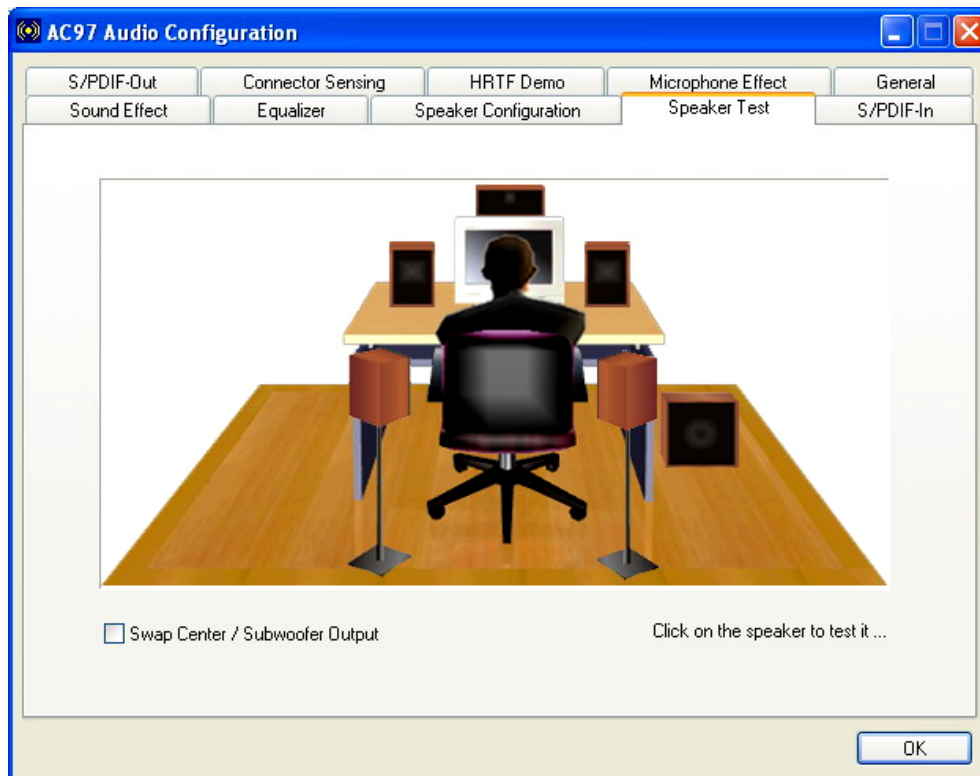 AC97 Audio Configuration
S/PDIF-Out Connector Sensing HRTF Demo Microphone Effect General
Sound Effect Equalizer Speaker Configuration Speaker Test S/PDIF-In
Swap Center / Subwoofer Output
Click on the speaker to test it ...
OK